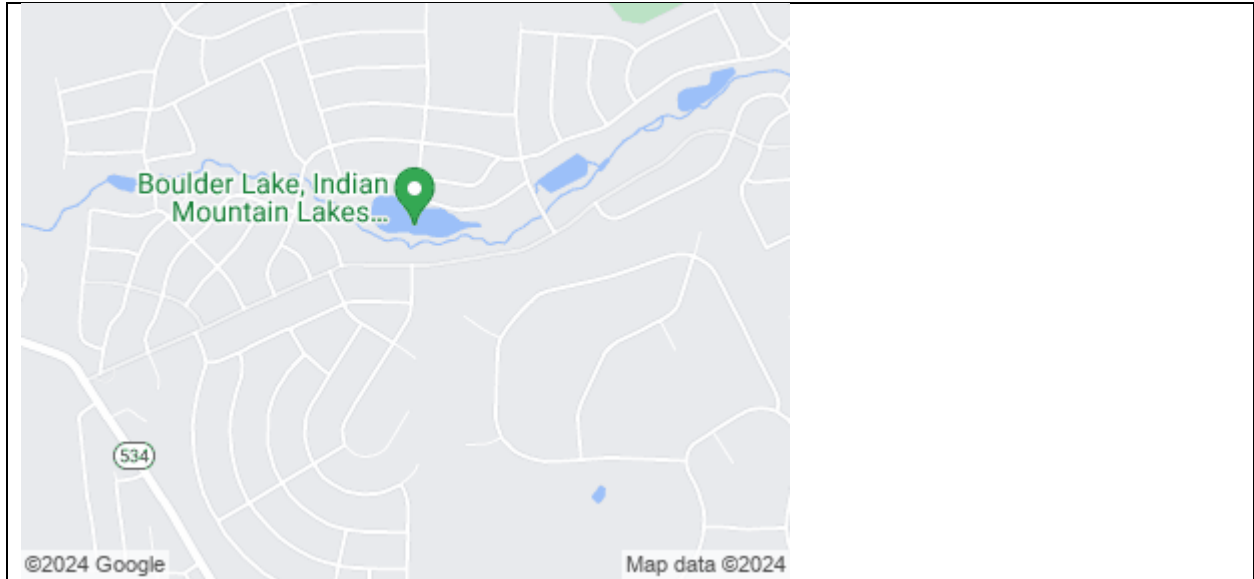 Boulder Lake, Indian
Mountain Lakes...
534
©2024 Google
Map data ©2024